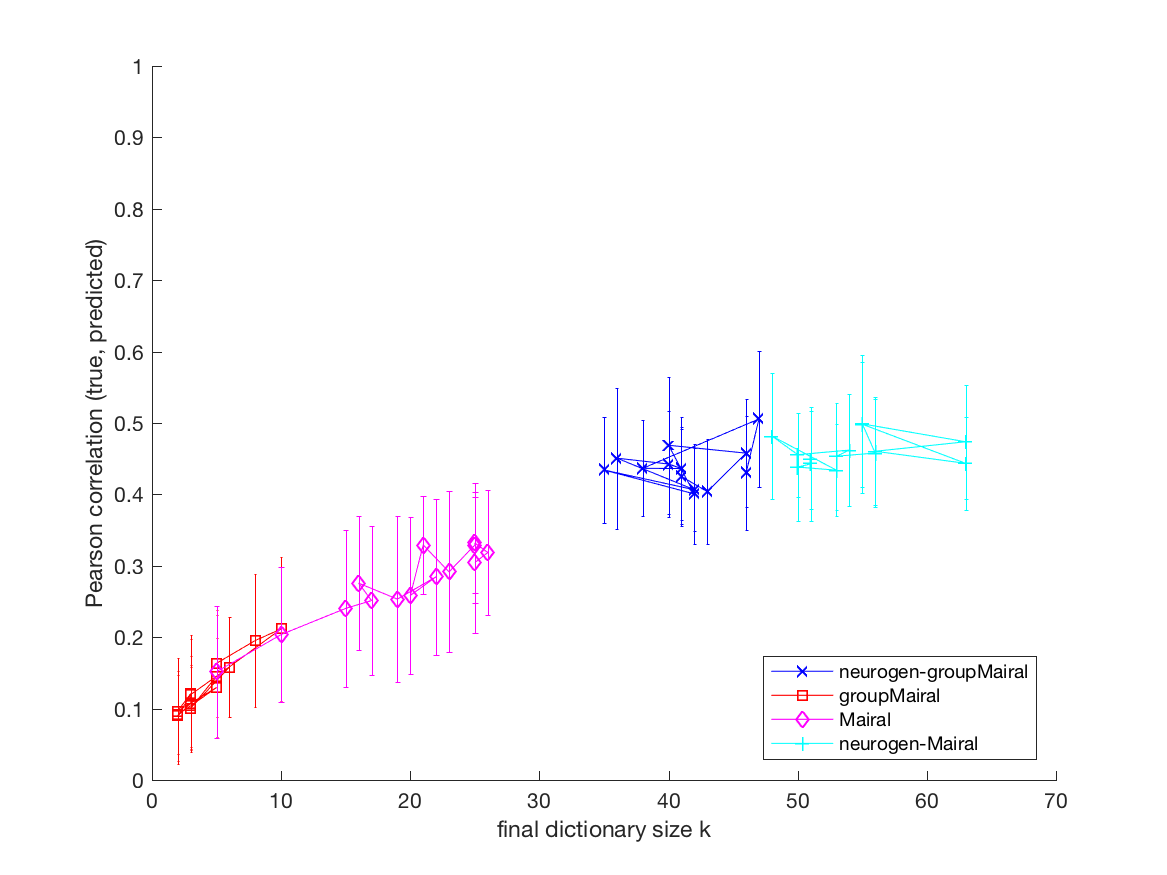 1
0.9
0.8
0.7
0.6
0.5
0.4
0.3
0.2
0.1
0
Pearson correlation (true, predicted)
0 10 20 30 40 50 60 70
final dictionary size k
neurogen-groupMairal
groupMairal
Mairal
neurogen-Mairal